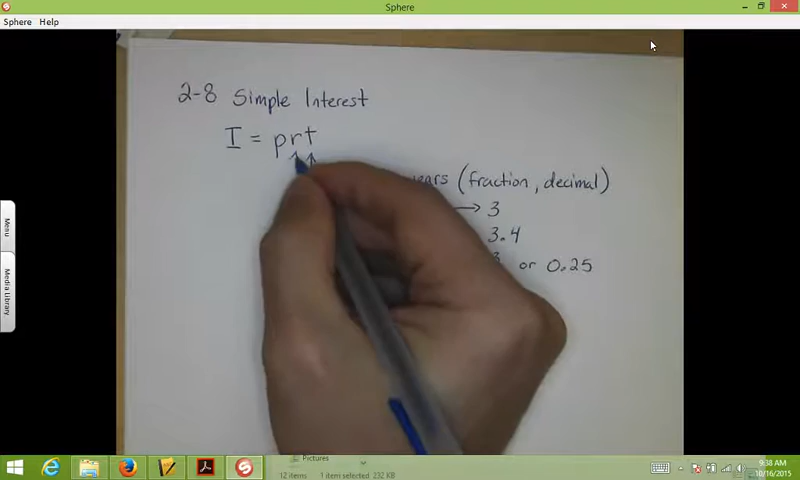 Sphere
Sphere Help
2-8 Simple Interest
I = prt
(fraction, decimal)
→ 3
3.4
or 0.25
Menu
Media Library
Pictures
12 items 1 item selected 232 KB
9:38 AM
10/16/2015